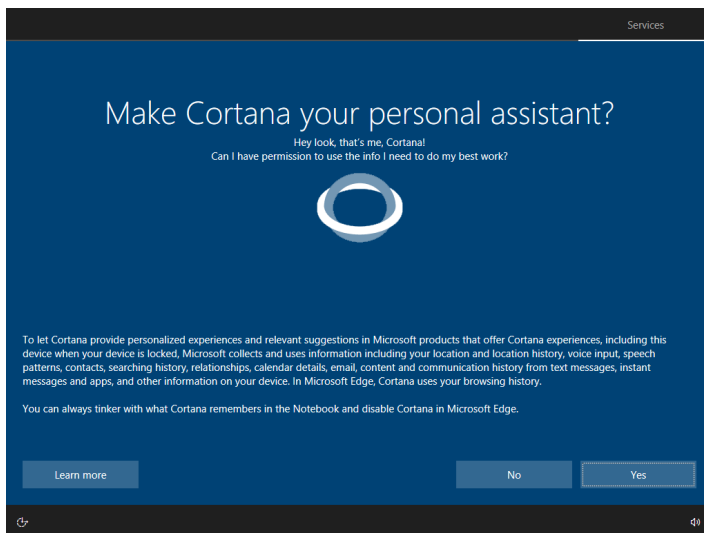 Services
Make Cortana your personal assistant?
Hey look, that's me, Cortana!
Can I have permission to use the info I need to do my best work?
To let Cortana provide personalized experiences and relevant suggestions in Microsoft products that offer Cortana experiences, including this
device when your device is locked, Microsoft collects and uses information including your location and location history, voice input, speech
patterns, contacts, searching history, relationships, calendar details, email, content and communication history from text messages, instant
messages and apps, and other information on your device. In Microsoft Edge, Cortana uses your browsing history.
You can always tinker with what Cortana remembers in the Notebook and disable Cortana in Microsoft Edge.
Learn more
No
Yes